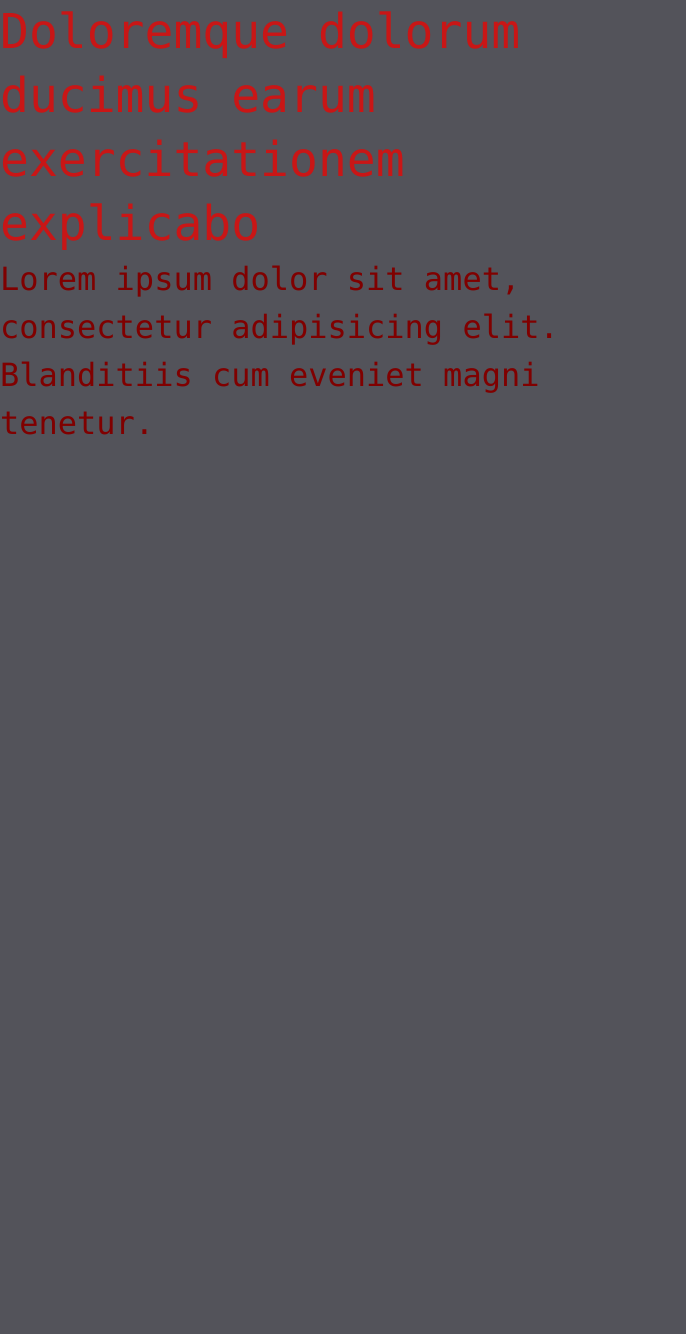 Doloremque dolorum
ducimus earum
exercitationem
explicabo
Lorem ipsum dolor sit amet,
consectetur adipisicing elit.
Blanditiis cum eveniet magni
tenetur.